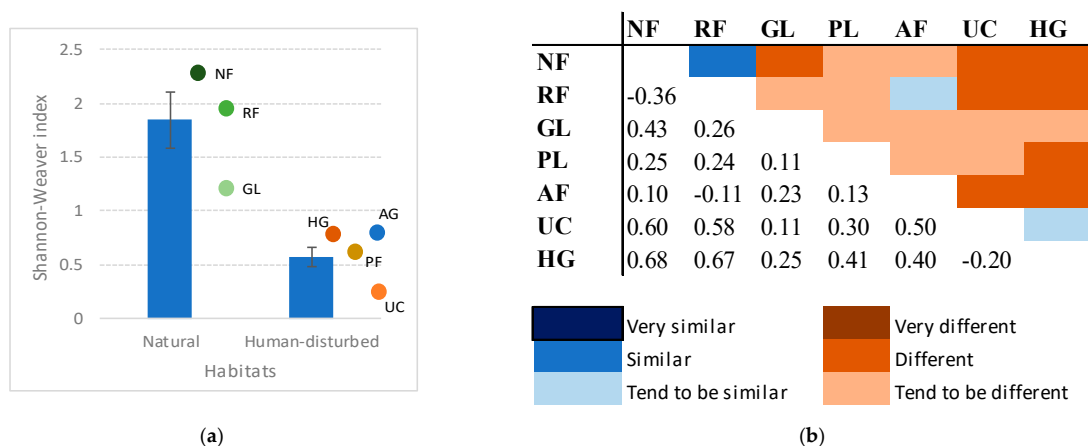 2.5
2
1.5
1
0.5
0
Shannon-Weaver index
NF
RF
GL
HG
AG
PF
UC
Natural
Human-disturbed
Habitats
(a)
NF RF GL PL AF UC HG
NF
RF -0.36
GL 0.43 0.26
PL 0.25 0.24 0.11
AF 0.10 -0.11 0.23 0.13
UC 0.60 0.58 0.11 0.30 0.50
HG 0.68 0.67 0.25 0.41 0.40 -0.20
Very similar Very different
Similar Different
Tend to be similar Tend to be different
(b)